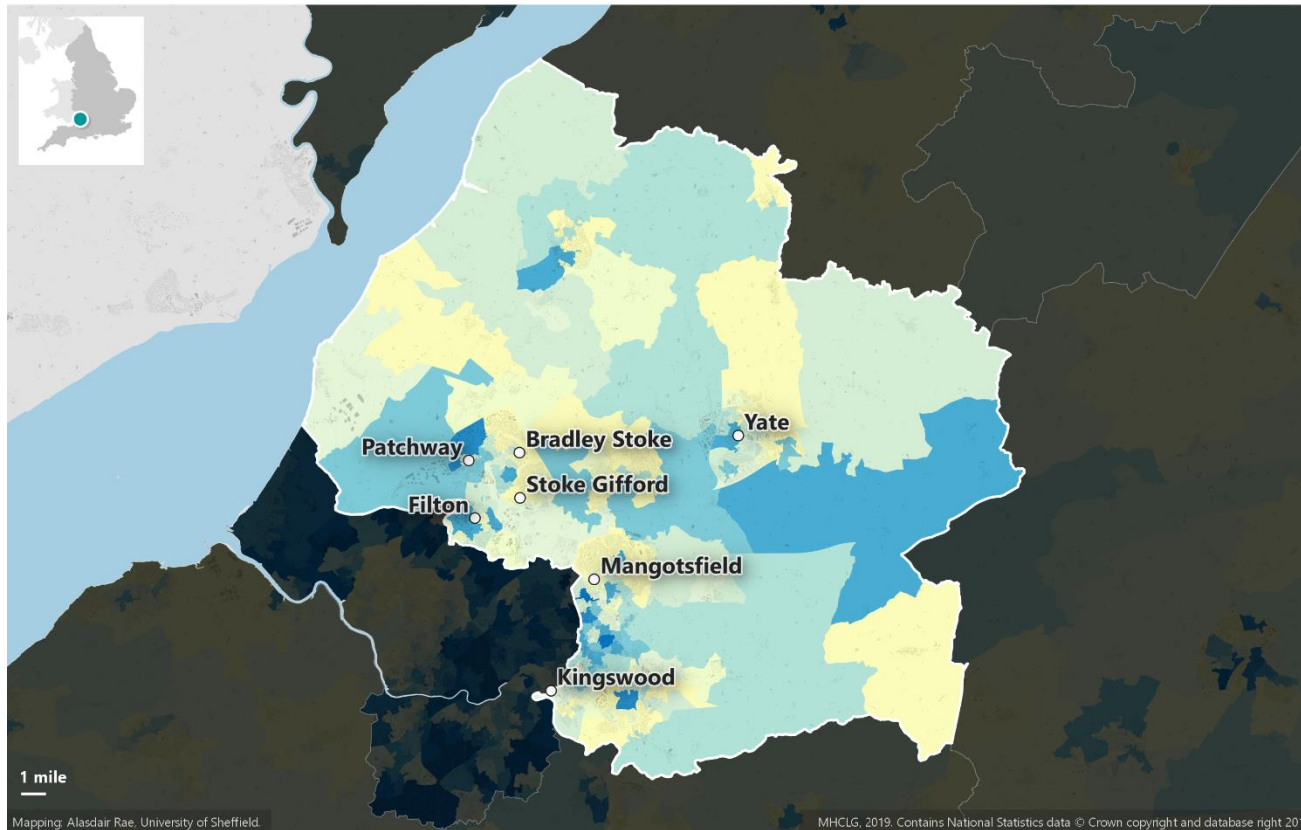 Yate
Bradley Stoke
Patchway
Stoke Gifford
Filton
Mangotsfield
Kingswood
1 mile
Mapping: Alasdair Rae, University of Sheffield.
MHCLG, 2019. Contains National Statistics data © Crown copyright and database right